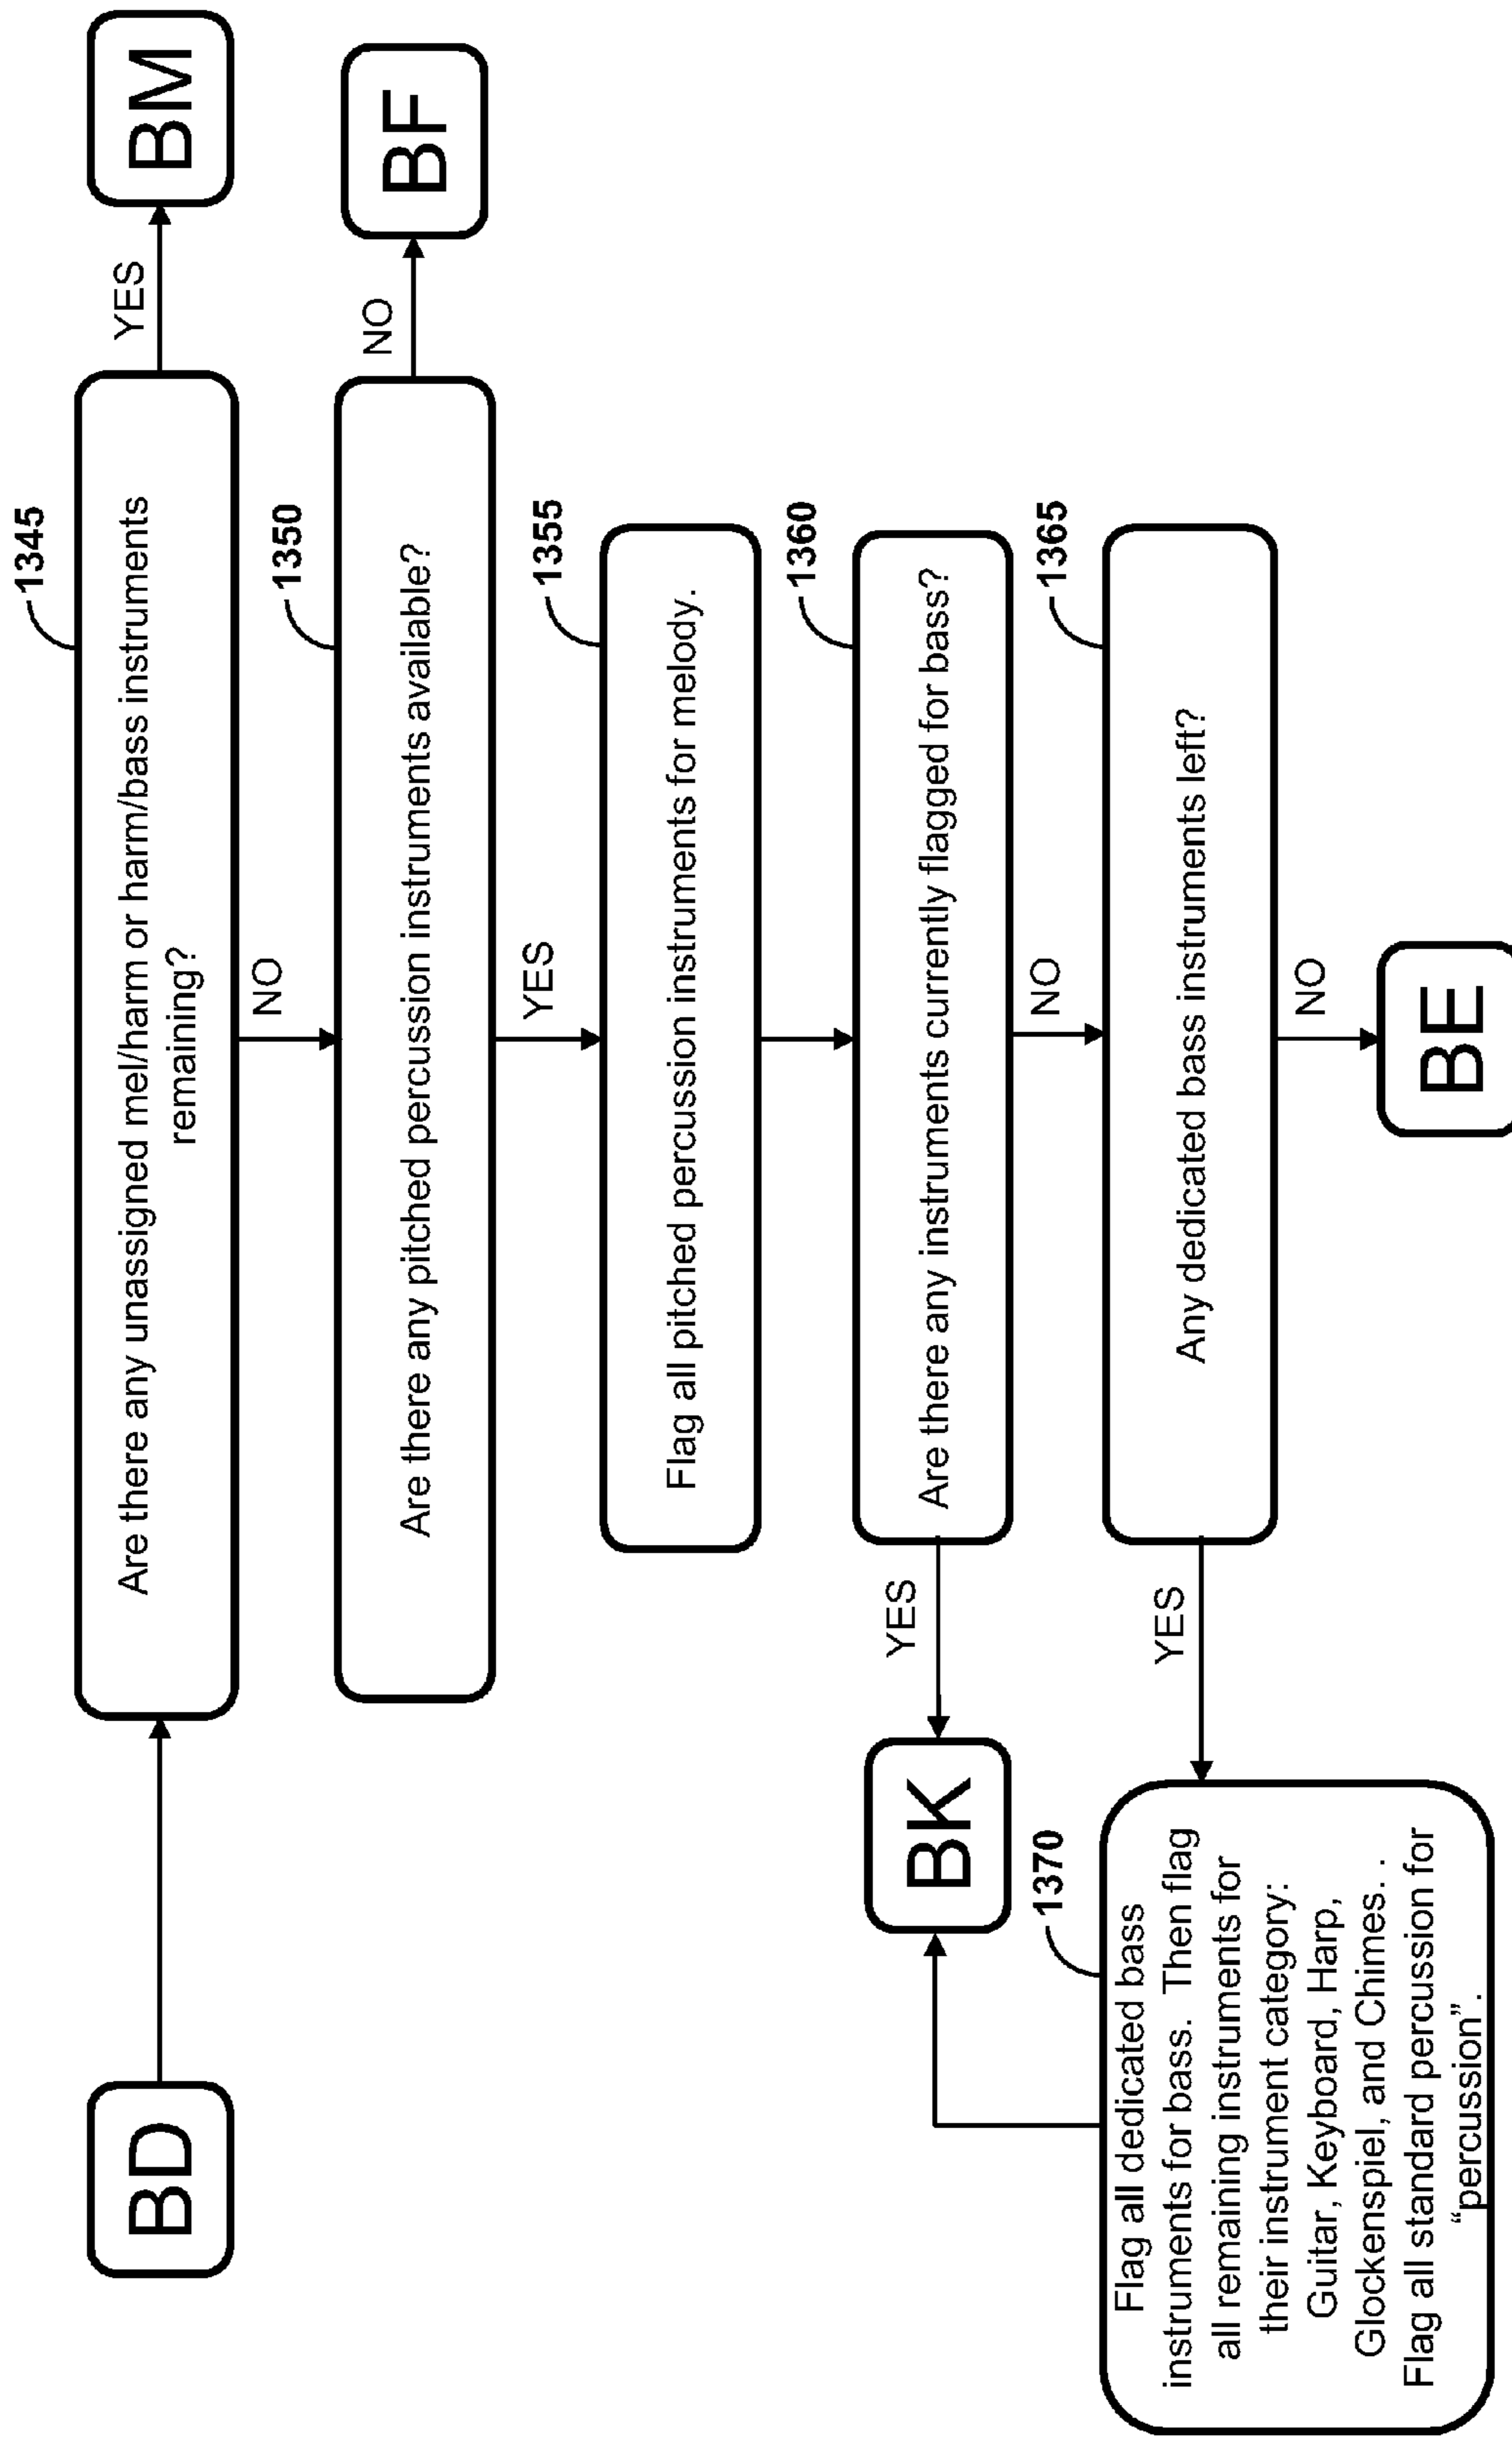 BD
1345
Are there any unassigned mel/harm or harm/bass instruments
remaining?
YES
BM
NO
1350
Are there any pitched percussion instruments available?
NO
BF
YES
1355
Flag all pitched percussion instruments for melody.
1360
Are there any instruments currently flagged for bass?
YES
BK
NO
1365
Any dedicated bass instruments left?
YES
1370
Flag all dedicated bass
instruments for bass. Then flag
all remaining instruments for
their instrument category:
Guitar, Keyboard, Harp,
Glockenspiel, and Chimes. .
Flag all standard percussion for
“percussion” .
NO
BE